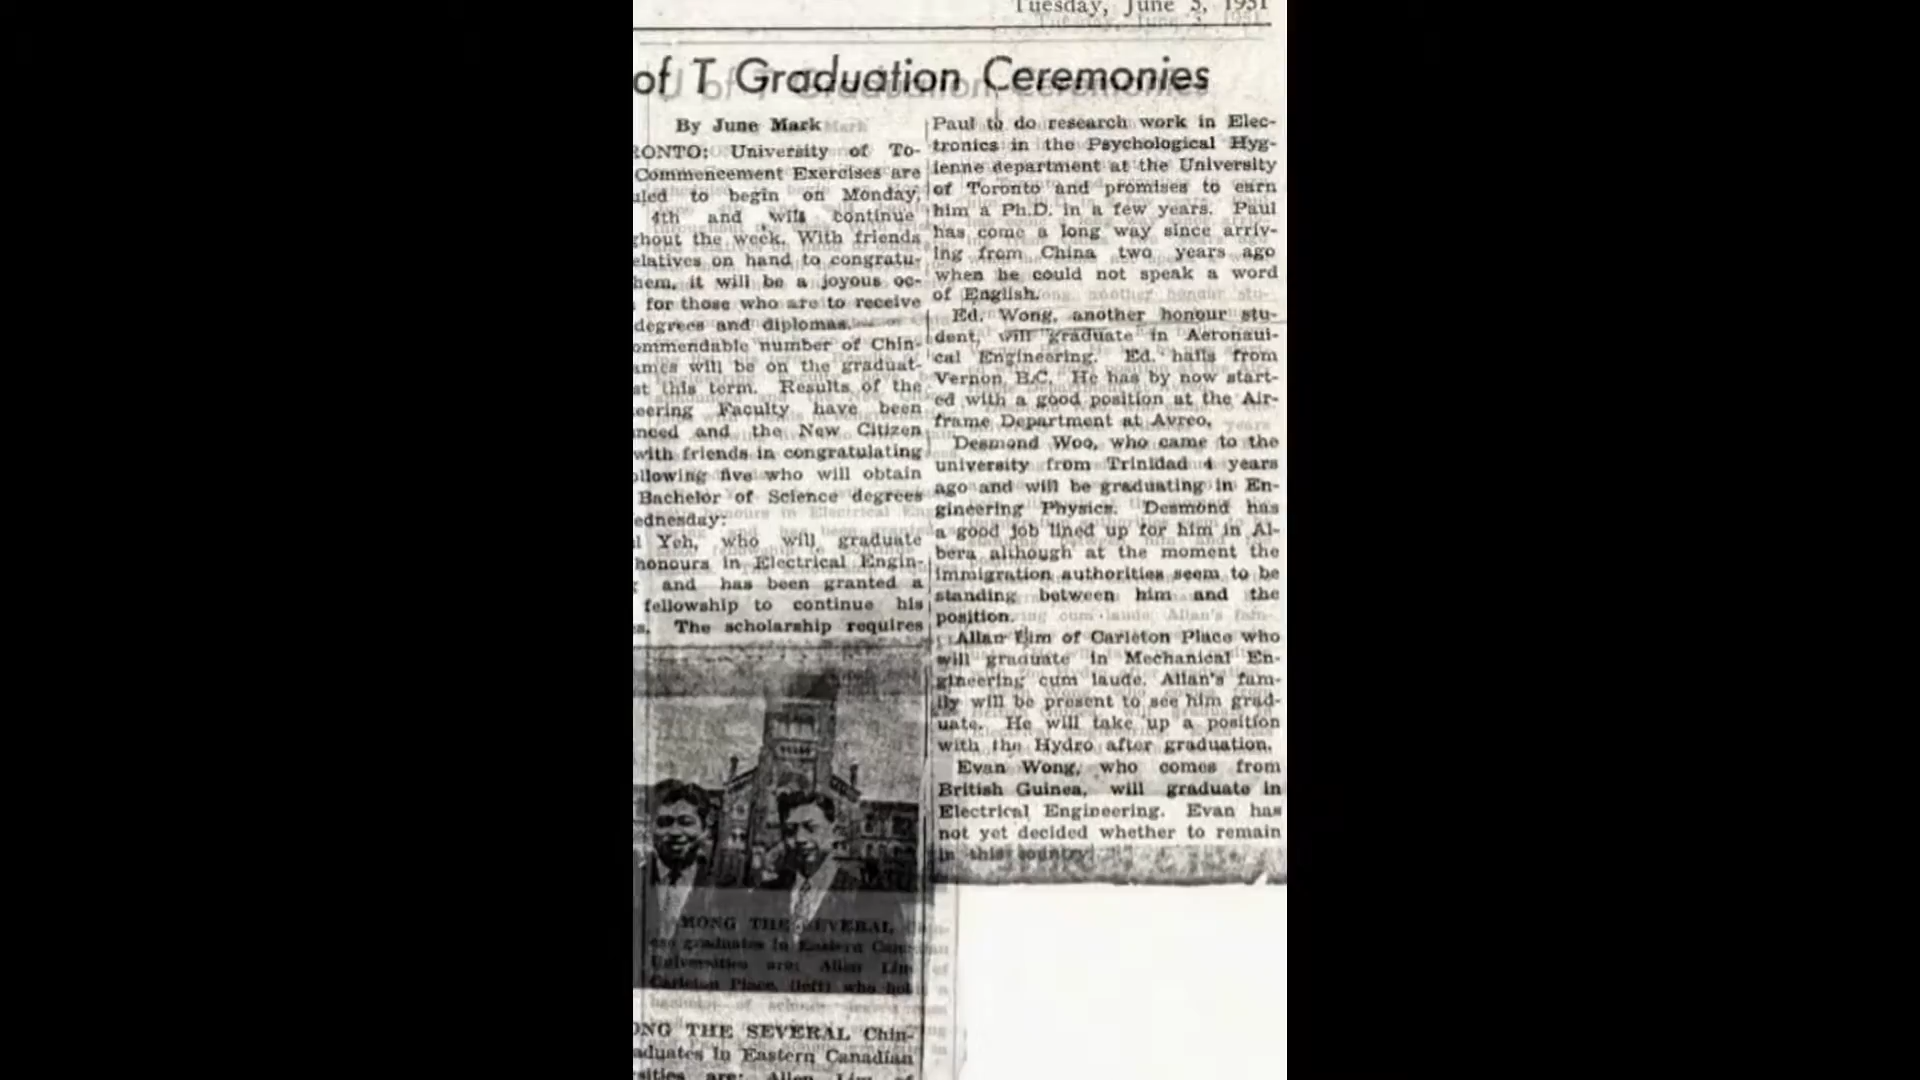 Tuesday, June 5, 1951
of T Graduation Ceremonies
By June Mark
RONTO: University of To-
Commencement Exercises are
uled to begin on Monday,
4th and will continue
ghout the week. With friends
elatives on hand to congratu-
hem, it will be a joyous oc-
for those who are to receive
degrees and diplomas.
ommendable number of Chin-
ames will be on the graduat-
at this term. Results of the
eering Faculty have been
nced and the New Citizen
with friends in congratulating
ollowing five who will obtain
Bachelor of Science degrees
ednesday:
l Yeh, who will graduate
honours in Electrical Engin-
and has been granted a
fellowship to continue his
s. The scholarship requires
Paul to do research work in Elec-
tronics in the Psychological Hyg-
ienne department at the University
of Toronto and promises to earn
him a Ph.D. in a few years. Paul
has come a long way since arriv-
ing from China two years ago
when he could not speak a word
of English.
Ed. Wong, another honour stu-
dent, will graduate in Aeronaui-
cal Engineering. Ed. hails from
Vernon, B.C. He has by now start-
ed with a good position at the Air-
frame Department at Avreo.
Desmond Woo, who came to the
university from Trinidad 4 years
ago and will be graduating in En-
gineering Physics. Desmond has
a good job lined up for him in Al-
bera although at the moment the
immigration authorities seem to be
standing between him and the
position.
Allan Lim of Carleton Place who
will graduate in Mechanical En-
gineering cum laude. Allan's fam-
ily will be present to see him grad-
uate. He will take up a position
with the Hydro after graduation.
Evan Wong, who comes from
British Guinea, will graduate in
Electrical Engineering. Evan has
not yet decided whether to remain
in this country.
MONG THE SEVERAL
ese graduates in Eastern Can
Universities are: Allen Lim of
Carleton Place, (left) who hol
bachelor of science
ONG THE SEVERAL Chin-
aduates in Eastern Canadian
sities are: Allen Lim of